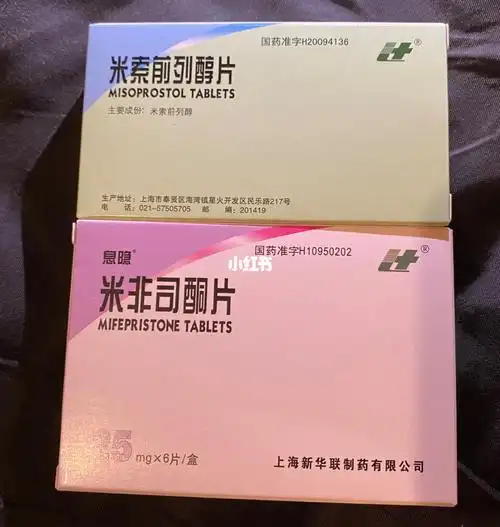 国药准字H20094136
米索前列醇片
MISOPROSTOL TABLETS
主要成份：米索前列醇
生产地址：上海市奉贤区海湾镇星火开发区民乐路217号
电 话：021-57505705 邮 编：201419
息隐®
国药准字H10950202
小红书
米非司酮片
MIFEPRISTONE TABLETS
25mg×6片/盒
上海新华联制药有限公司